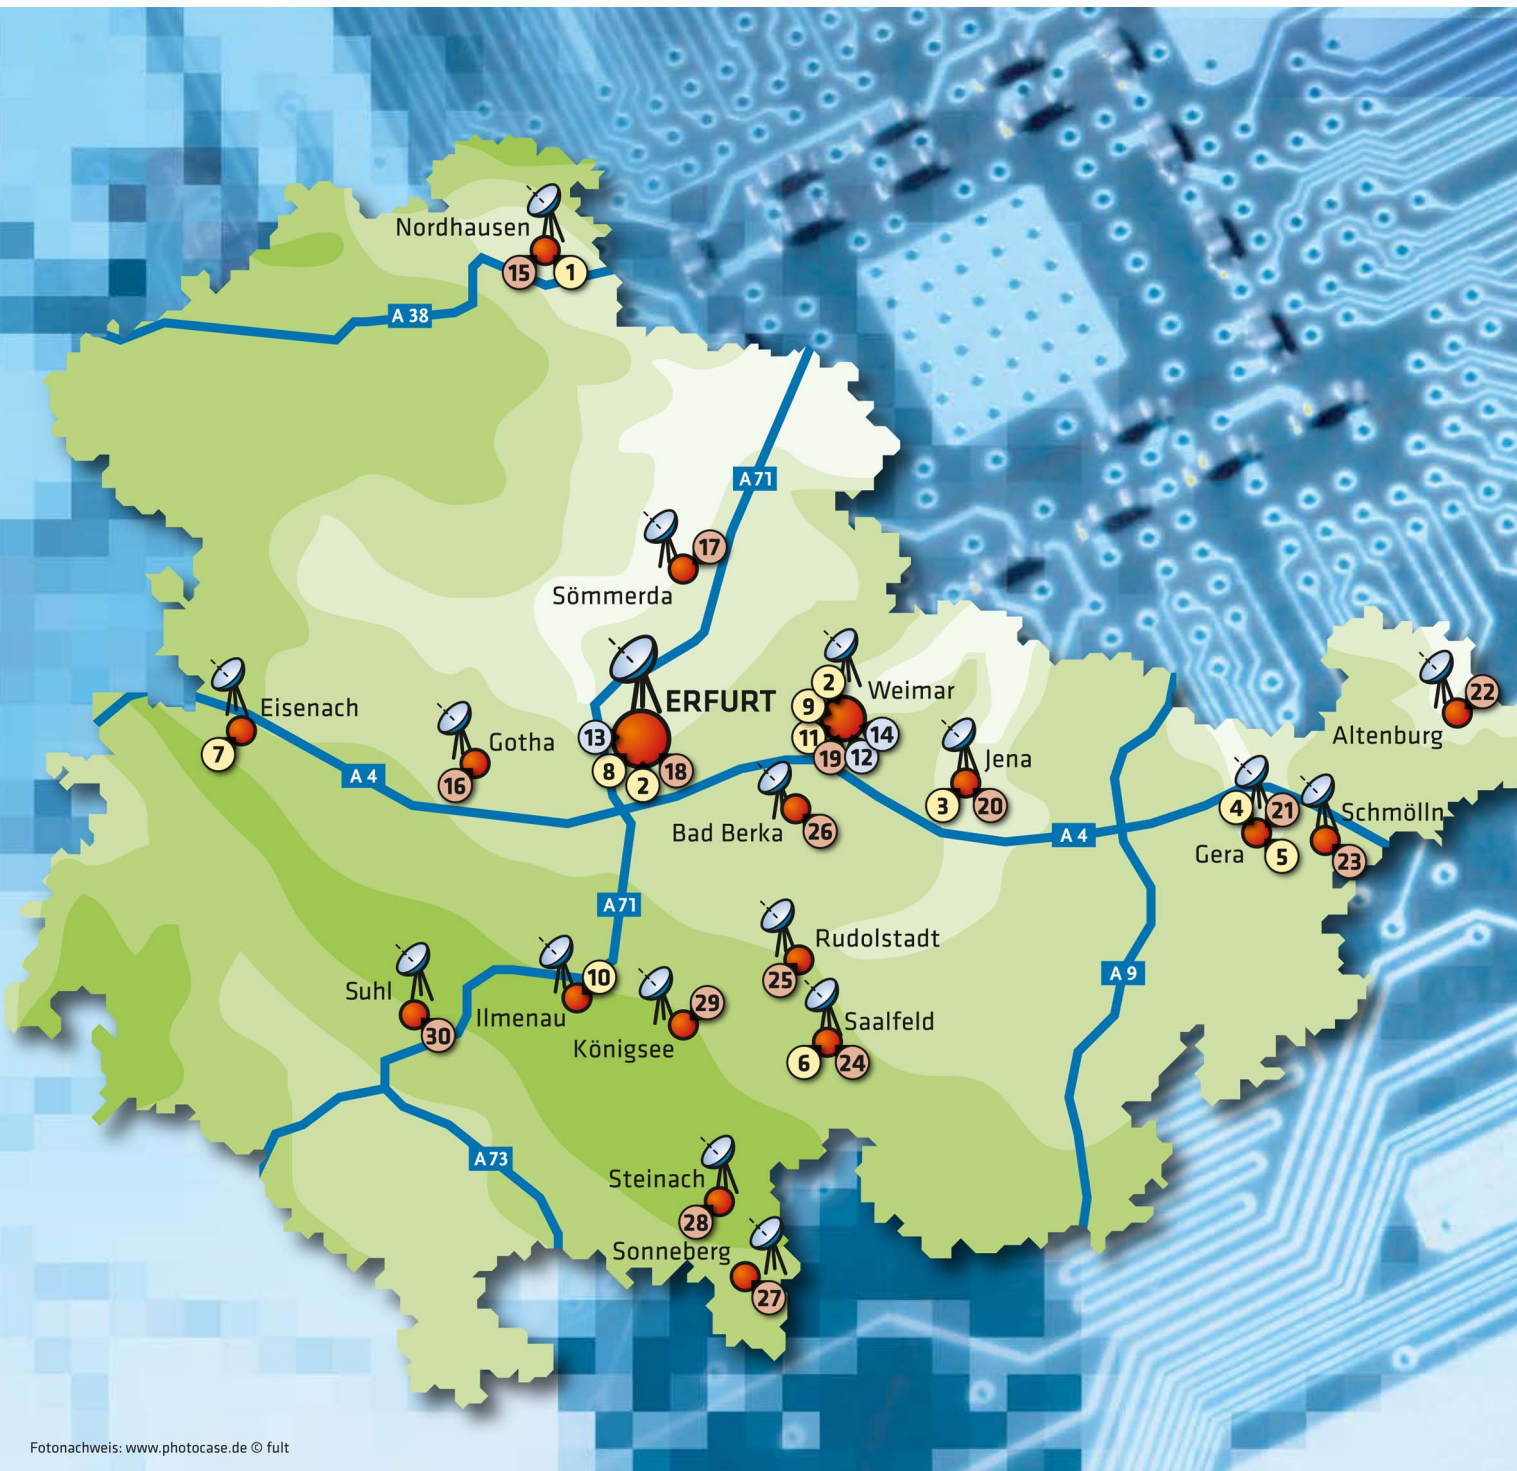 Nordhausen
15
1
A 38
A 71
17
Sömmerda
Eisenach
7
Gotha
16
A 4
ERFURT
13
8
2
18
2
9
11
19
12
14
Weimar
Jena
3
20
Bad Berka
26
A 4
22
Altenburg
4
21
Gera
5
Schmölln
23
A 71
Suhl
30
10
Ilmenau
29
Königsee
Rudolstadt
25
Saalfeld
6
24
A 9
A 73
Steinach
28
Sonneberg
27
Fotonachweis: www.photocase.de © fult